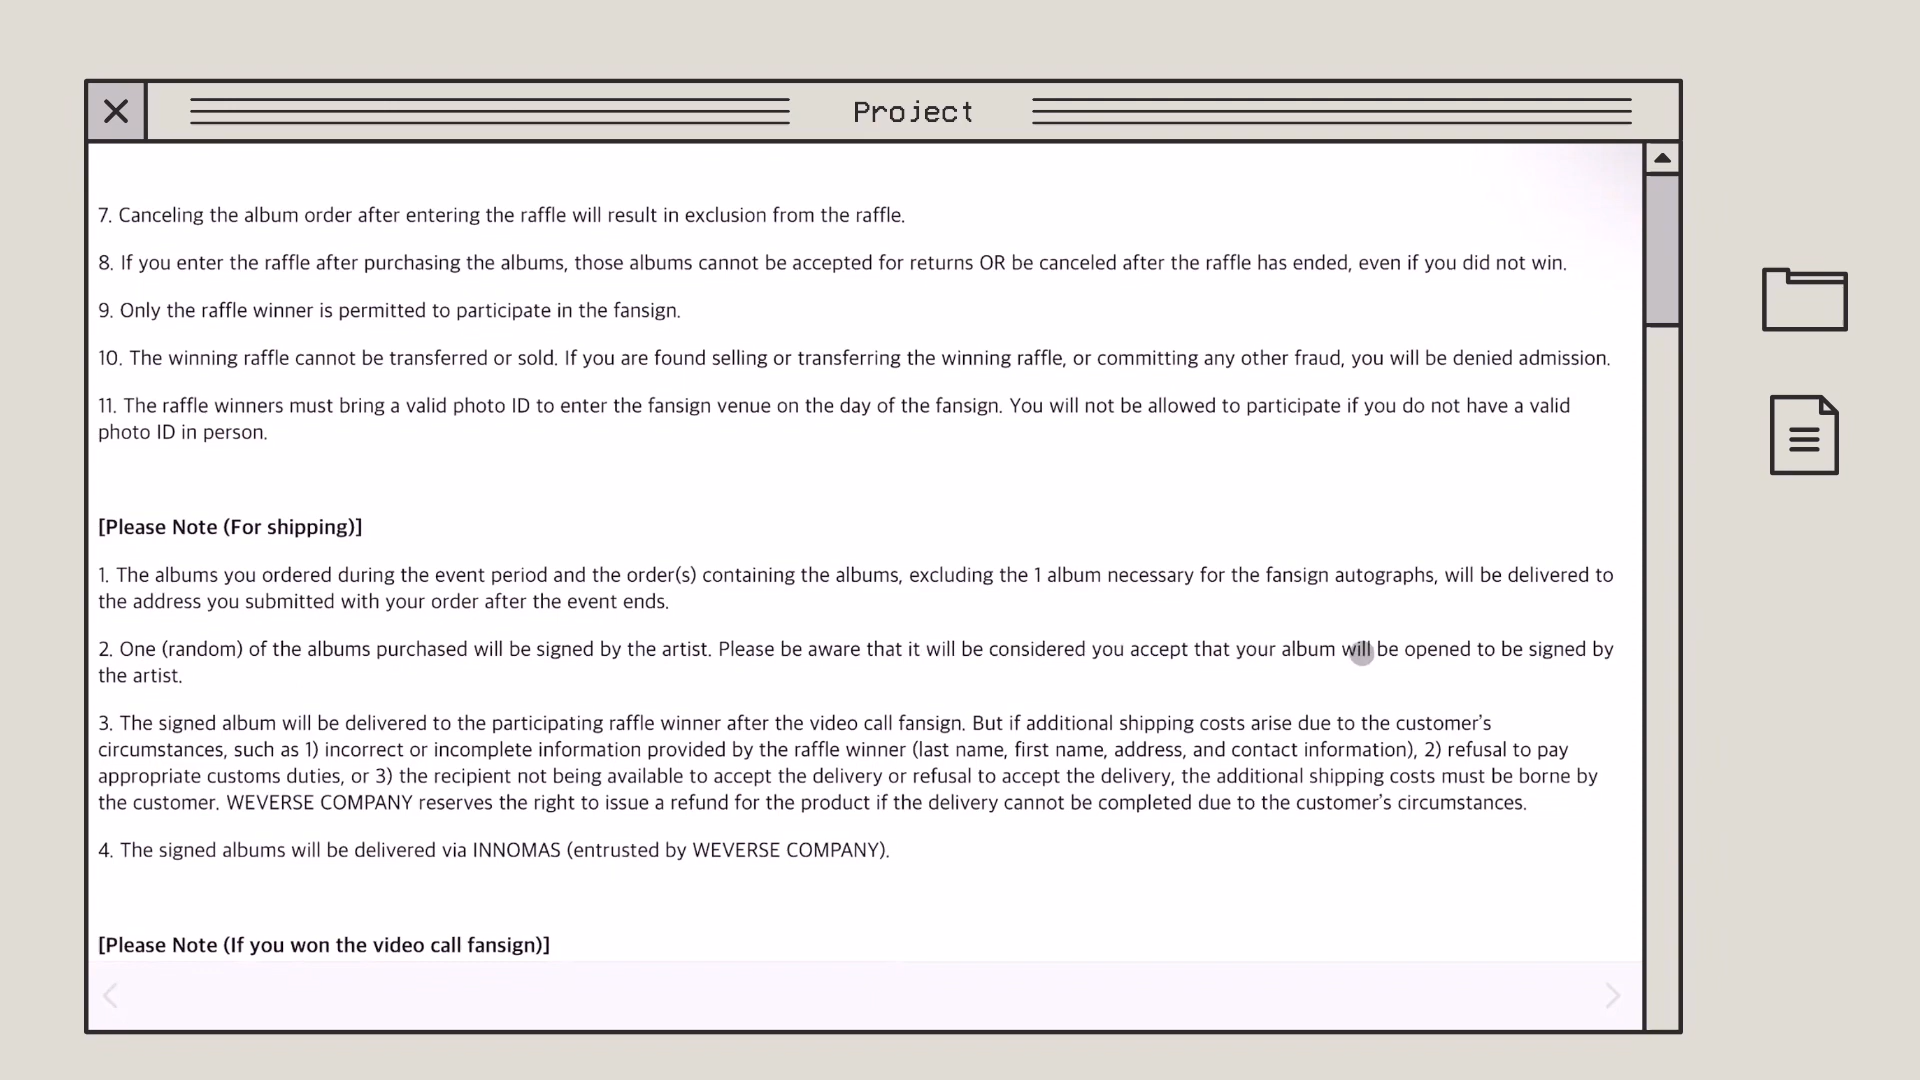 Project
7. Canceling the album order after entering the raffle will result in exclusion from the raffle.
8. If you enter the raffle after purchasing the albums, those albums cannot be accepted for returns OR be canceled after the raffle has ended, even if you did not win.
9. Only the raffle winner is permitted to participate in the fansign.
10. The winning raffle cannot be transferred or sold. If you are found selling or transferring the winning raffle, or committing any other fraud, you will be denied admission.
11. The raffle winners must bring a valid photo ID to enter the fansign venue on the day of the fansign. You will not be allowed to participate if you do not have a valid
photo ID in person.
[Please Note (For shipping)]
1. The albums you ordered during the event period and the order(s) containing the albums, excluding the 1 album necessary for the fansign autographs, will be delivered to
the address you submitted with your order after the event ends.
2. One (random) of the albums purchased will be signed by the artist. Please be aware that it will be considered you accept that your album will be opened to be signed by
the artist.
3. The signed album will be delivered to the participating raffle winner after the video call fansign. But if additional shipping costs arise due to the customer's
circumstances, such as 1) incorrect or incomplete information provided by the raffle winner (last name, first name, address, and contact information), 2) refusal to pay
appropriate customs duties, or 3) the recipient not being available to accept the delivery or refusal to accept the delivery, the additional shipping costs must be borne by
the customer. WEVERSE COMPANY reserves the right to issue a refund for the product if the delivery cannot be completed due to the customer's circumstances.
4. The signed albums will be delivered via INNOMAS (entrusted by WEVERSE COMPANY).
[Please Note (If you won the video call fansign)]